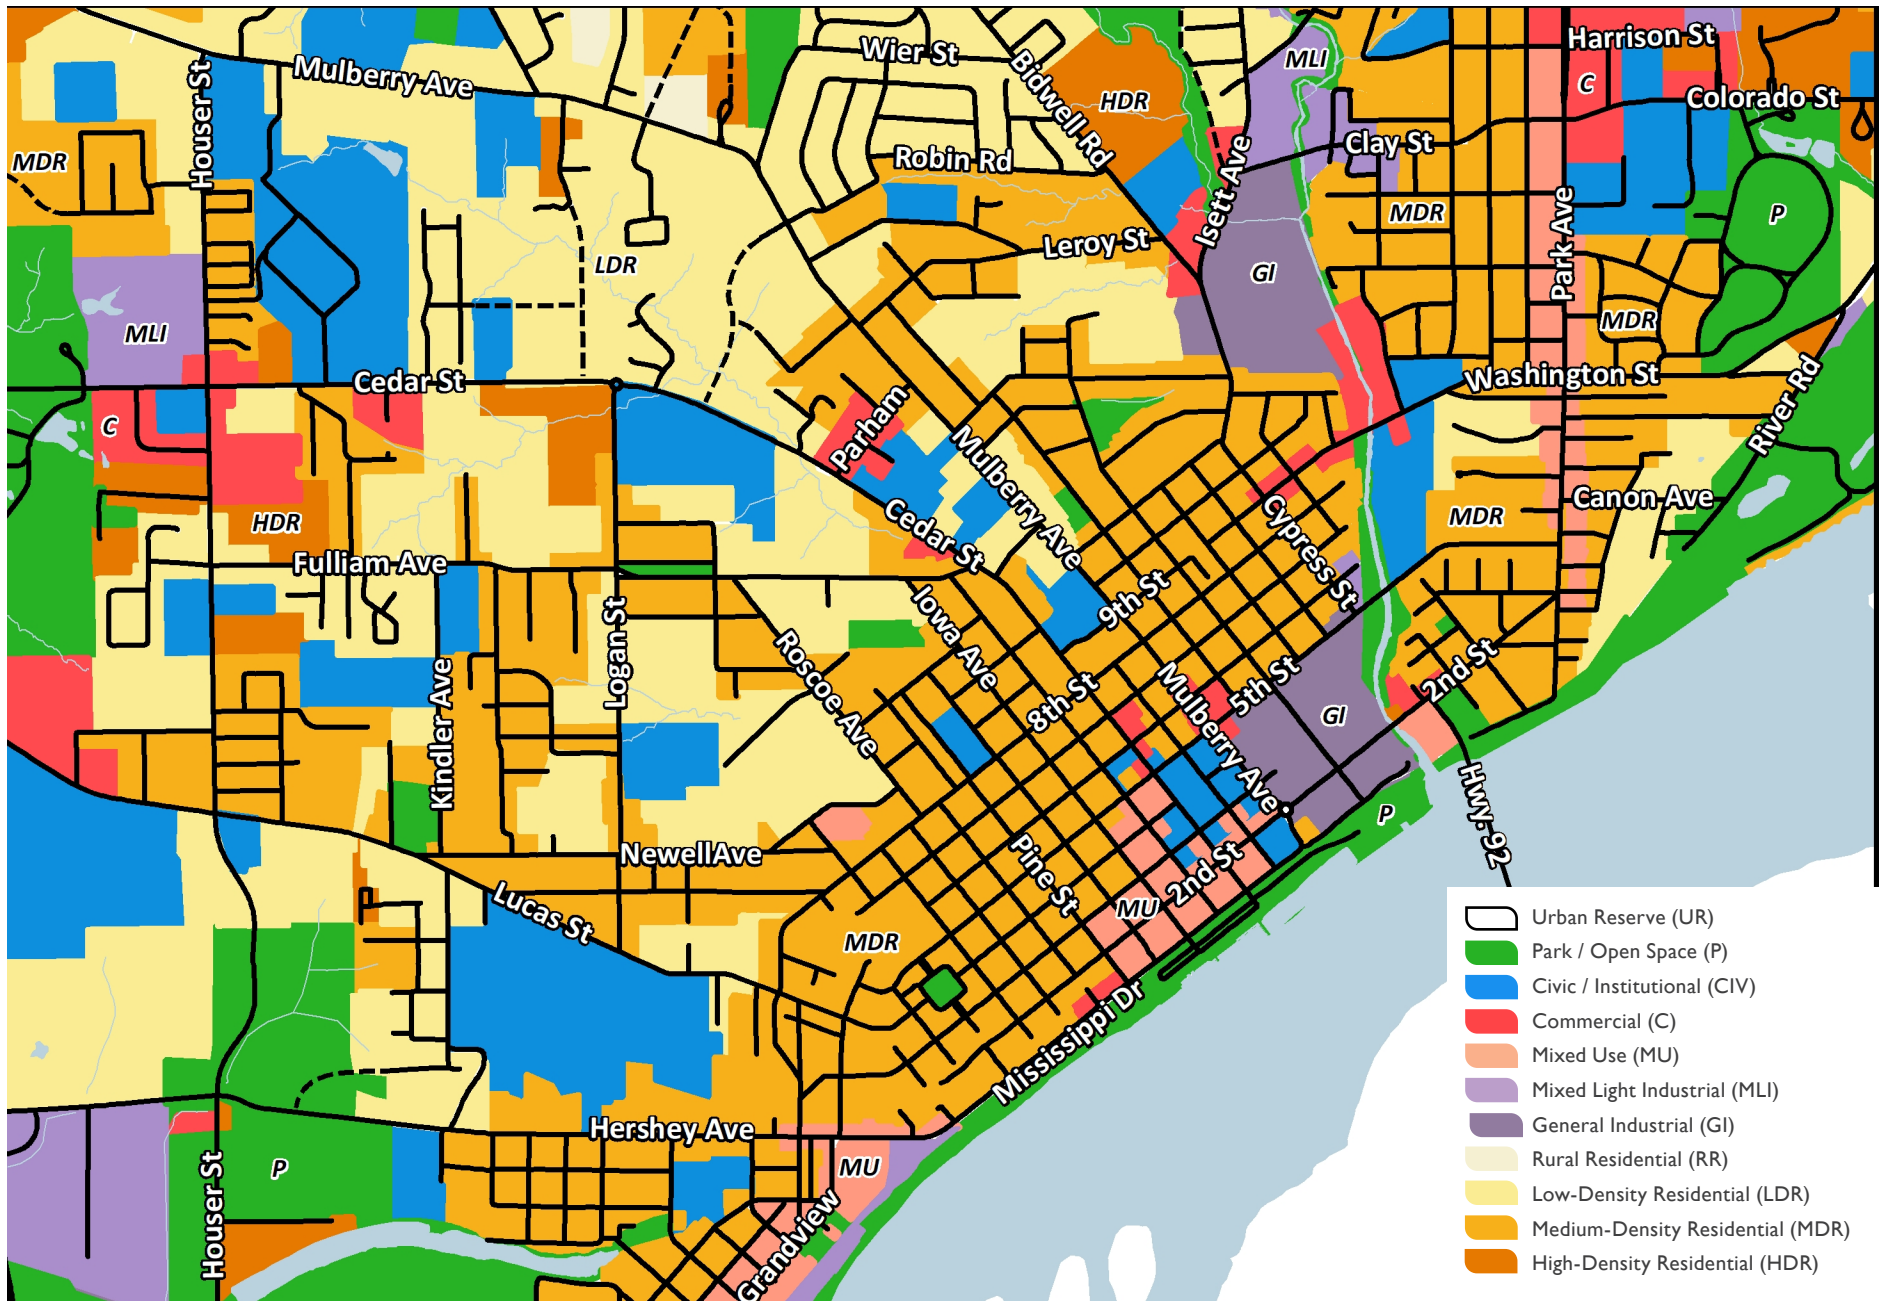 Harrison St
Wier St
MLI
Mulberry Ave
Houser St
Bidwell Rd
HDR
C
Colorado St
MDR
Robin Rd
Clay St
Isett Ave
MDR
Park Ave
P
Leroy St
LDR
GI
MLI
MDR
Cedar St
Washington St
River Rd
C
Parham
Mulberry Ave
HDR
Cedar St
Cypress St
MDR
Canon Ave
Fulliam Ave
9th St
Iowa Ave
Logan St
Roscoe Ave
Kindler Ave
8th St
Mulberry Ave
5th St
2nd St
GI
Hwy. 92
P
NewellAve
Pine St
2nd St
Lucas St
MU
MDR
Mississippi Dr
Hershey Ave
P
MU
Houser St
Grandview
Urban Reserve (UR)
Park / Open Space (P)
Civic / Institutional (CIV)
Commercial (C)
Mixed Use (MU)
Mixed Light Industrial (MLI)
General Industrial (GI)
Rural Residential (RR)
Low-Density Residential (LDR)
Medium-Density Residential (MDR)
High-Density Residential (HDR)